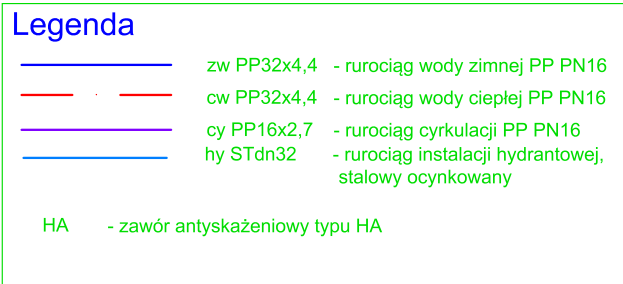 Legenda
zw PP32x4,4 - rurociąg wody zimnej PP PN16
cw PP32x4,4 - rurociąg wody ciepłej PP PN16
cy PP16x2,7 - rurociąg cyrkulacji PP PN16
hy STdn32 - rurociąg instalacji hydrantowej,
stalowy ocynkowany
HA - zawór antyskażeniowy typu HA